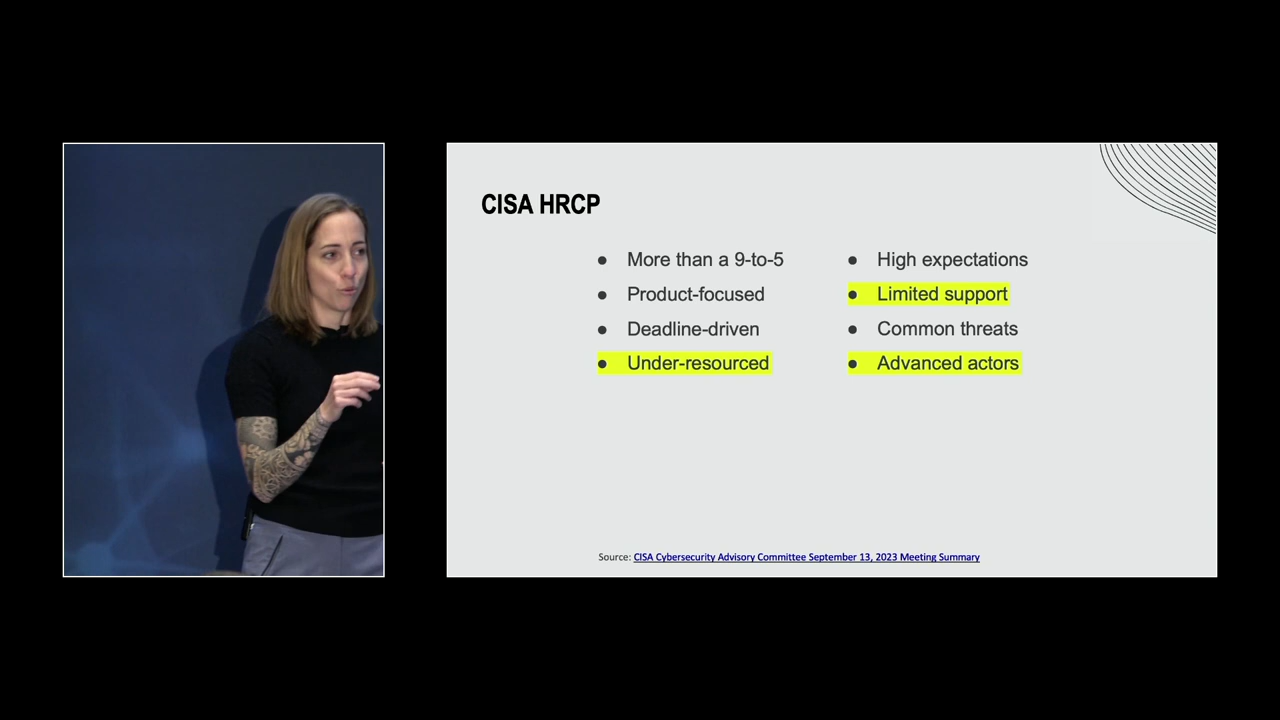 CISA HRCP
● More than a 9-to-5
● Product-focused
● Deadline-driven
● Under-resourced
● High expectations
● Limited support
● Common threats
● Advanced actors
Source: CISA Cybersecurity Advisory Committee September 13, 2023 Meeting Summary